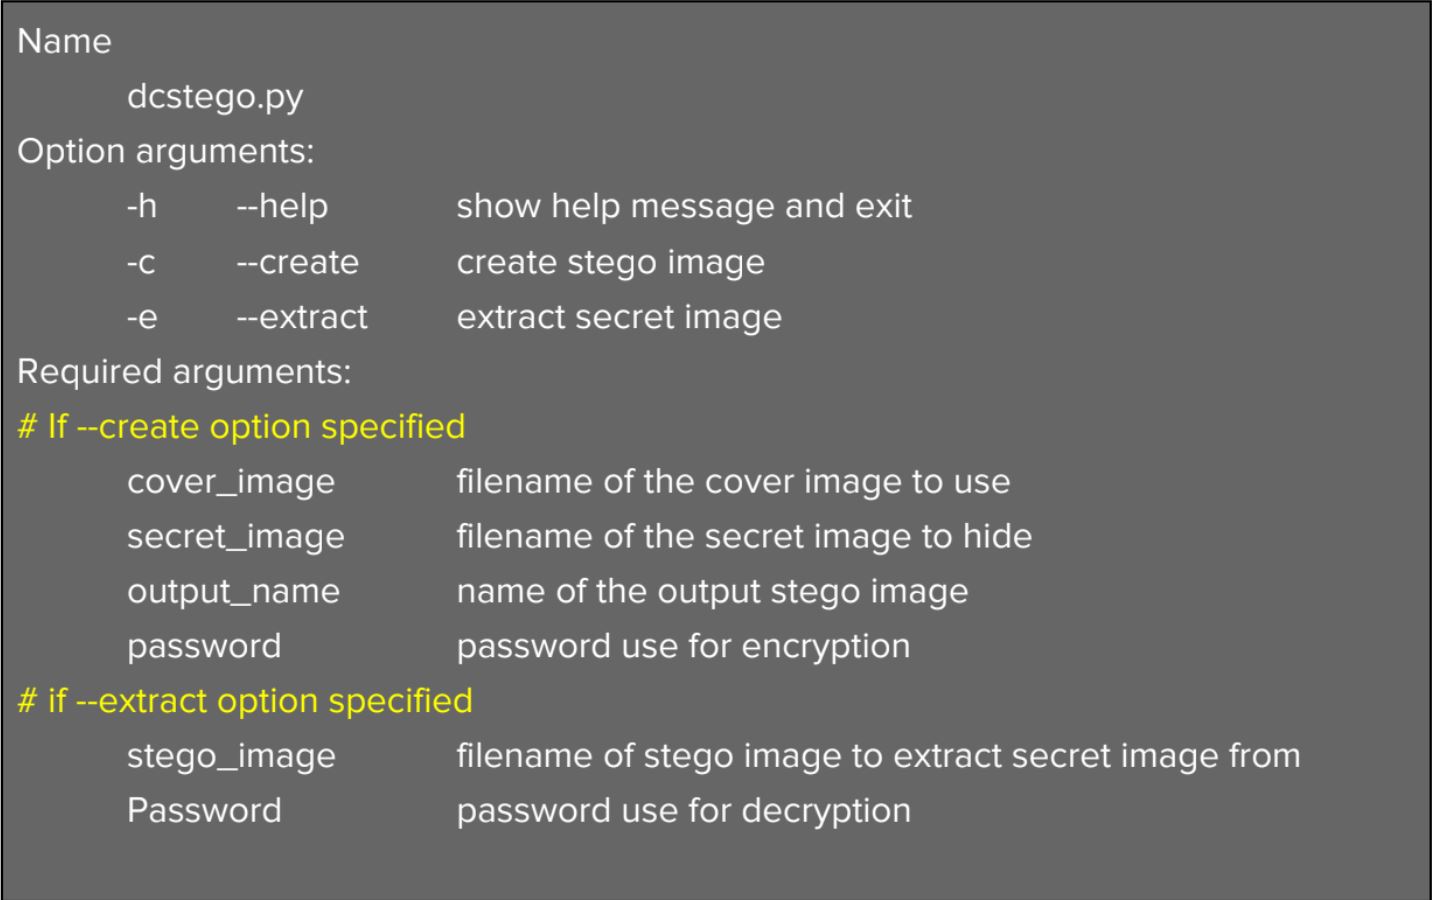 Name
dcstego.py
Option arguments:
-h --help show help message and exit
-c --create create stego image
-e --extract extract secret image
Required arguments:
# If --create option specified
cover_image filename of the cover image to use
secret_image filename of the secret image to hide
output_name name of the output stego image
password password use for encryption
# if --extract option specified
stego_image filename of stego image to extract secret image from
Password password use for decryption